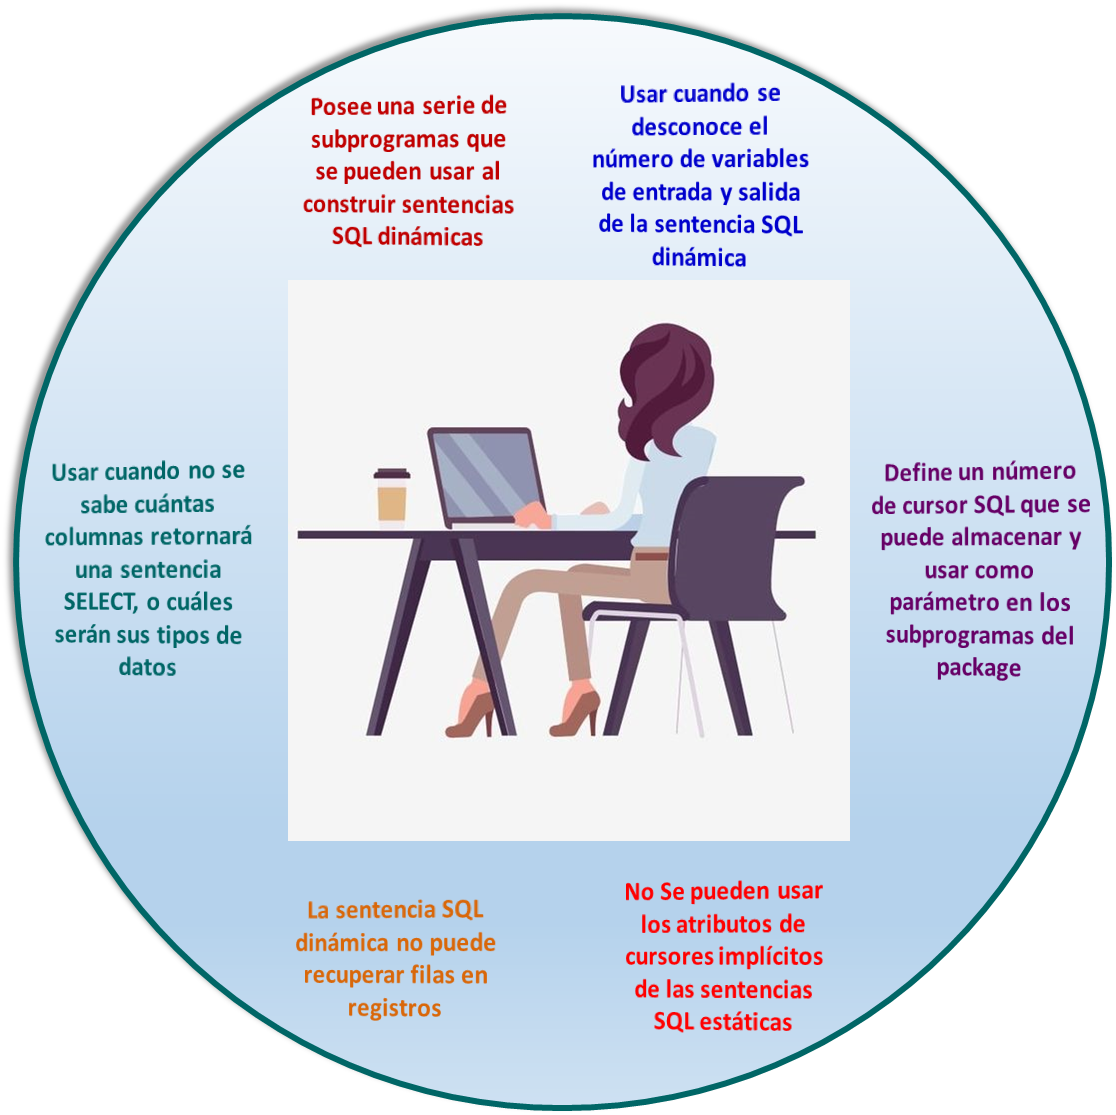 Posee una serie de
subprogramas que
se pueden usar al
construir sentencias
SQL dinámicas
Usar cuando se
desconoce el
número de variables
de entrada y salida
de la sentencia SQL
dinámica
Usar cuando no se
sabe cuántas
columnas retornará
una sentencia
SELECT, o cuáles
serán sus tipos de
datos
Define un número
de cursor SQL que se
puede almacenar y
usar como
parámetro en los
subprogramas del
package
La sentencia SQL
dinámica no puede
recuperar filas en
registros
No Se pueden usar
los atributos de
cursores implícitos
de las sentencias
SQL estáticas